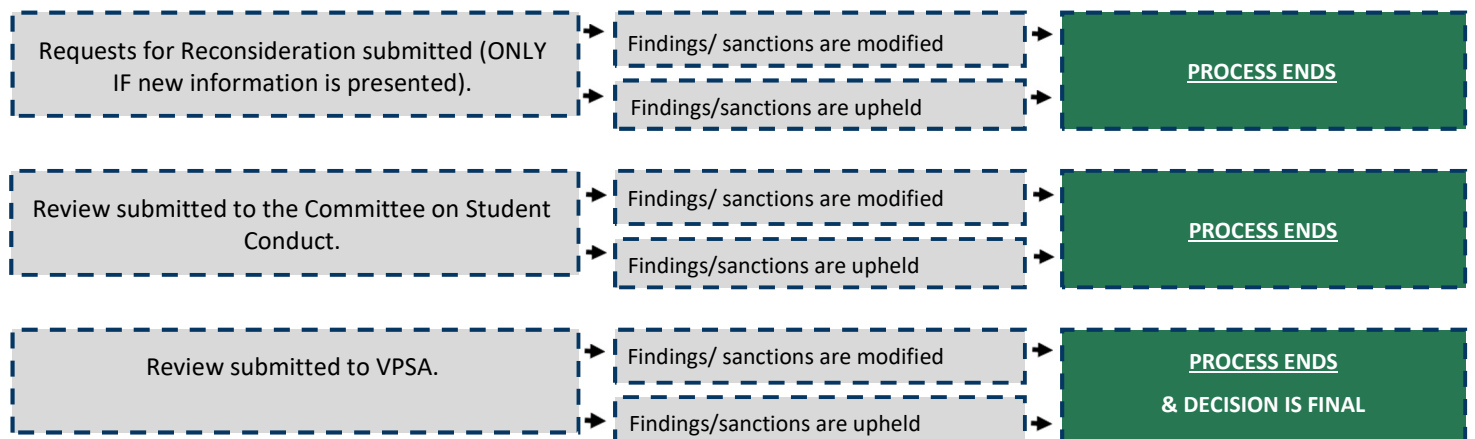 Requests for Reconsideration submitted (ONLY
IF new information is presented).
Findings/ sanctions are modified
Findings/sanctions are upheld
PROCESS ENDS
Review submitted to the Committee on Student
Conduct.
Findings/ sanctions are modified
Findings/sanctions are upheld
PROCESS ENDS
Review submitted to VPSA.
Findings/ sanctions are modified
Findings/sanctions are upheld
PROCESS ENDS
& DECISION IS FINAL